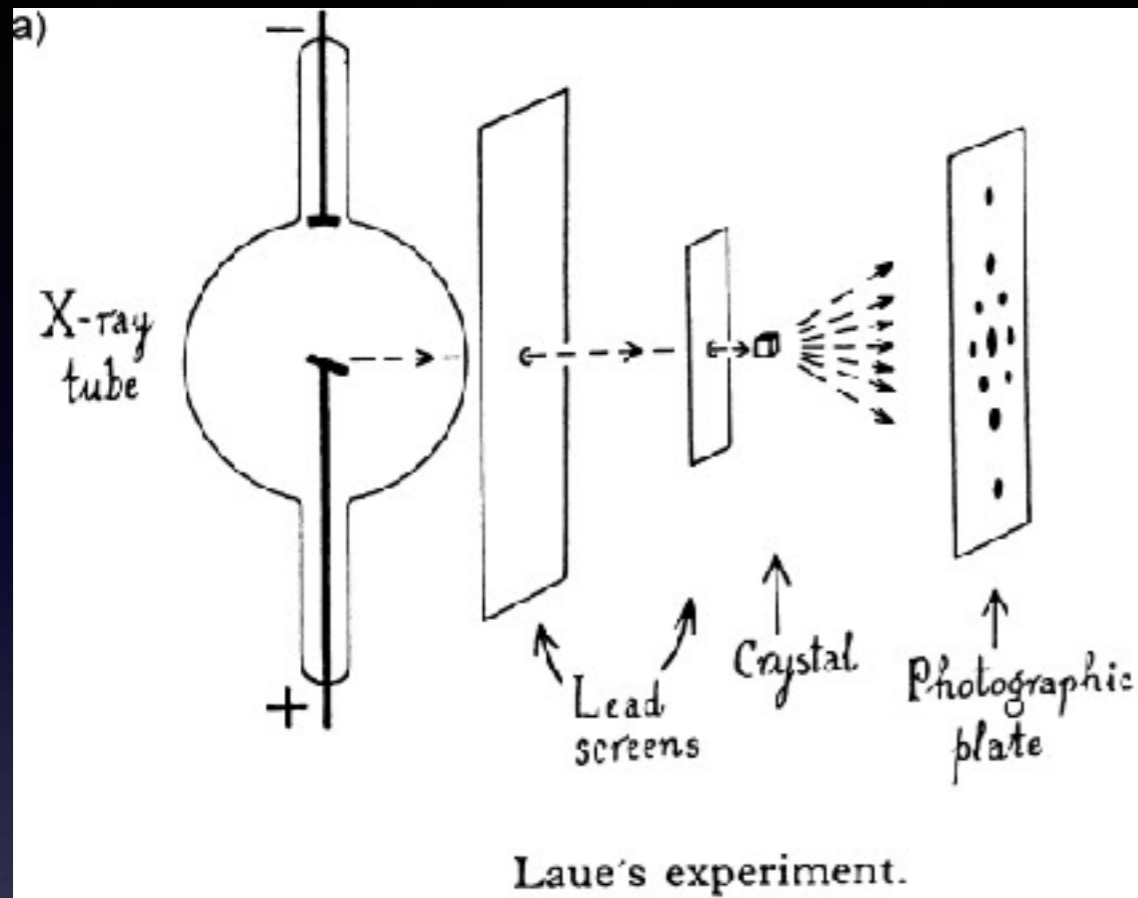 a)
−
X-ray
tube
+
Lead
screens
Crystal
Photographic
plate
Laue's experiment.